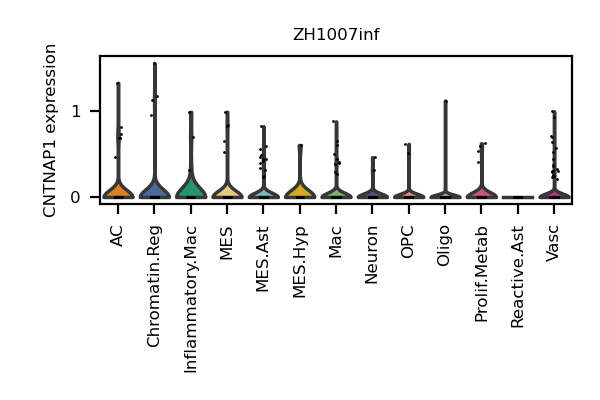 ZH1007inf
CNTNAP1 expression
1
0
AC
Chromatin.Reg
Inflammatory.Mac
MES
MES.Ast
MES.Hyp
Mac
Neuron
OPC
Oligo
Prolif.Metab
Reactive.Ast
Vasc